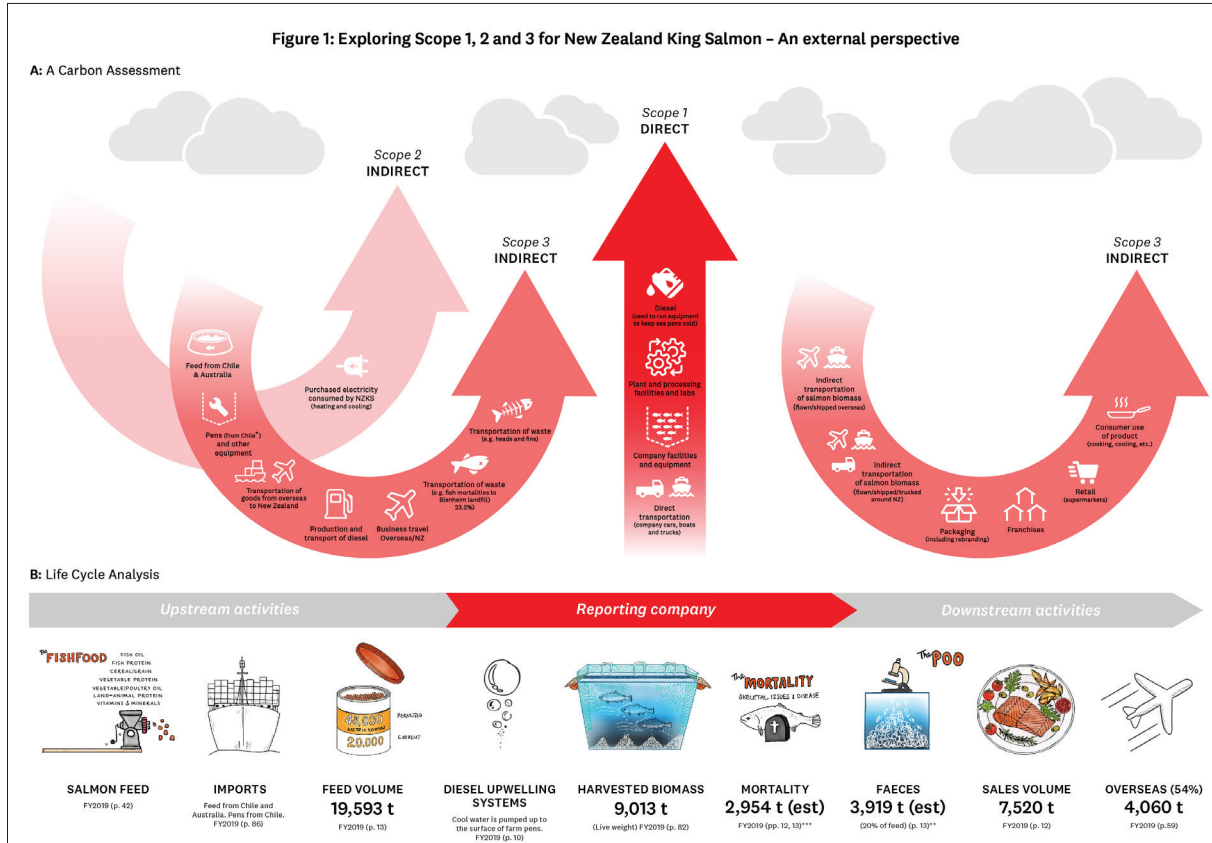 Figure 1: Exploring Scope 1, 2 and 3 for New Zealand King Salmon – An external perspective
A: A Carbon Assessment
Scope 2
INDIRECT
Scope 3
INDIRECT
Scope 1
DIRECT
Scope 3
INDIRECT
Feed from Chile
& Australia
Pens (from Chile*)
and other
equipment
Transportation of
goods from overseas
to New Zealand
Production and
transport of diesel
Business travel
Overseas/NZ
Transportation of waste
(e.g. fish mortalities to
Blenheim landfill)
23.2%)
Transportation of waste
(e.g. heads and fins)
Purchased electricity
consumed by NZKS
(heating and cooling)
Diesel
(used to run equipment
to keep sea pens cold)
Plant and processing
facilities and labs
Company facilities
and equipment
Direct
transportation
(company cars, boats
and trucks)
Indirect
transportation
of salmon biomass
(flown/shipped overseas)
Indirect
transportation
of salmon biomass
(flown/shipped/trucked
around NZ)
Packaging
(including rebranding)
Franchises
Retail
(supermarkets)
Consumer use
of product
(cooking, cooling, etc.)
B: Life Cycle Analysis
Upstream activities
Reporting company
Downstream activities
The FISHFOOD
FISH OIL
FISH PROTEIN
CEREAL/GRAIN
VEGETABLE PROTEIN
VEGETABLE/POULTRY OIL
LAND-ANIMAL PROTEIN
VITAMINS & MINERALS
SALMON FEED
FY2019 (p. 42)
IMPORTS
Feed from Chile and
Australia. Pens from Chile.
FY2019 (p. 86)
METRIC TONNES
20,000
PERMITTED
CURRENT
FEED VOLUME
19,593 t
FY2019 (p. 13)
DIESEL UPWELLING
SYSTEMS
Cool water is pumped up to
the surface of farm pens.
FY2019 (p. 10)
HARVESTED BIOMASS
9,013 t
(Live weight) FY2019 (p. 82)
The MORTALITY
SKELETAL ISSUES & DISEASE
MORTALITY
2,954 t (est)
FY2019 (pp. 12, 13)***
The POO
FAECES
3,919 t (est)
(20% of feed) (p. 13)**
SALES VOLUME
7,520 t
FY2019 (p. 12)
OVERSEAS (54%)
4,060 t
FY2019 (p.59)